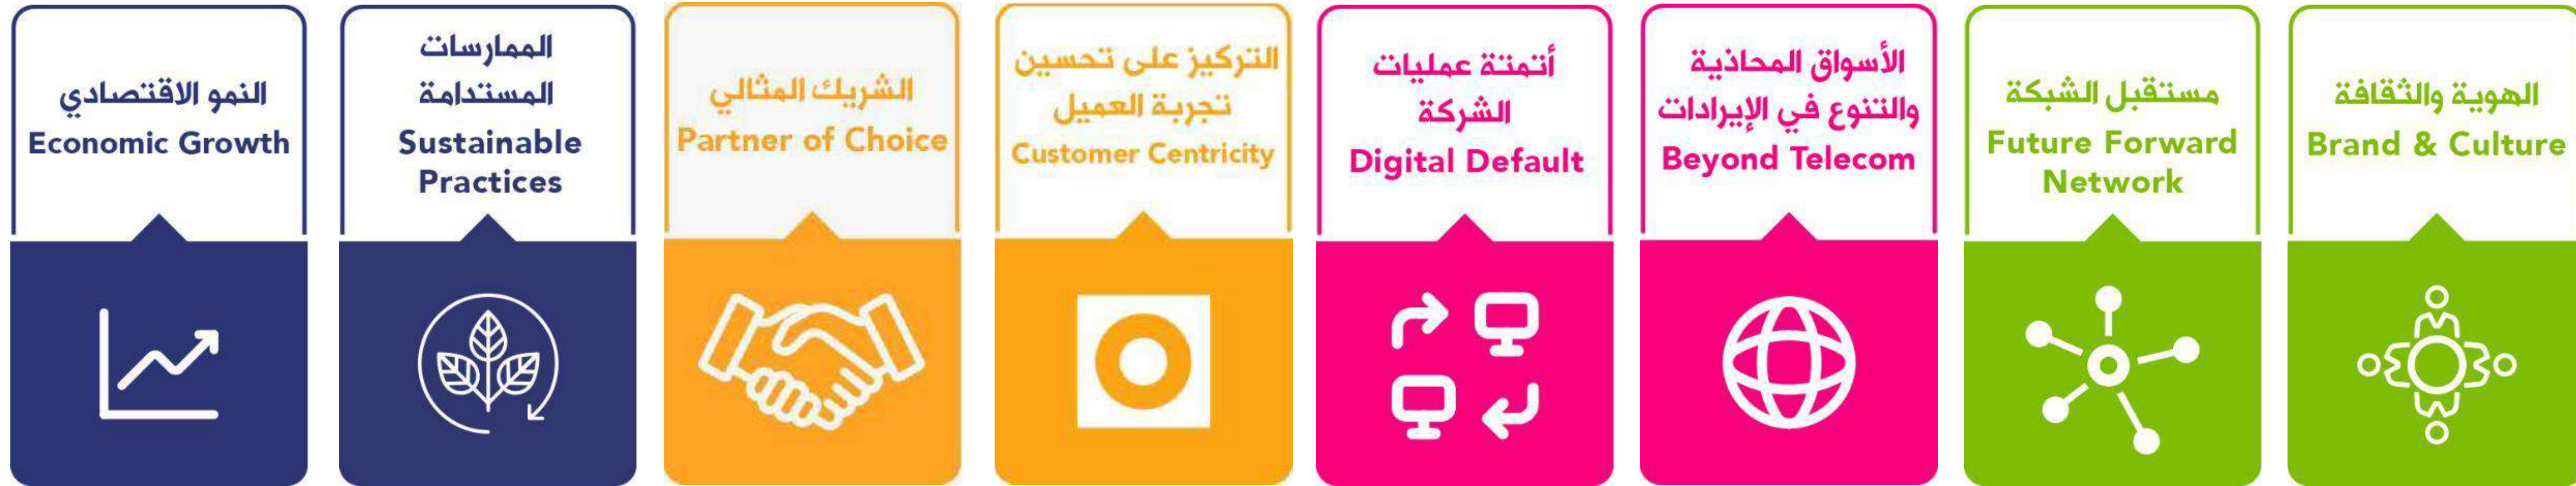 النمو الاقتصادي
Economic Growth
الممارسات
المستدامة
Sustainable
Practices
الشريك المثالي
Partner of Choice
التركيز على تحسين
تجربة العميل
Customer Centricity
أتمتة عمليات
الشركة
Digital Default
الأسواق المحاذية
والتنوع في الإيرادات
Beyond Telecom
مستقبل الشبكة
Future Forward
Network
الهوية والثقافة
Brand & Culture